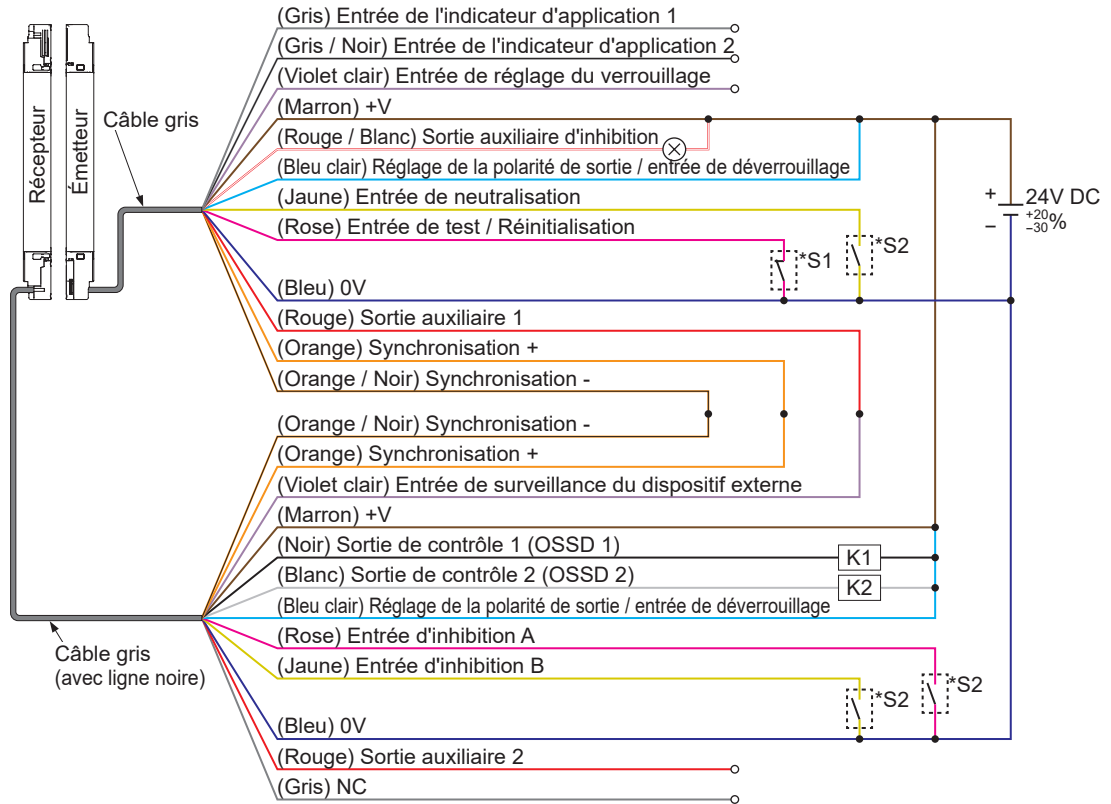 Récepteur
Émetteur
Câble gris
(Gris) Entrée de l'indicateur d'application 1
(Gris / Noir) Entrée de l'indicateur d'application 2
(Violet clair) Entrée de réglage du verrouillage
(Marron) +V
(Rouge / Blanc) Sortie auxiliaire d'inhibition
(Bleu clair) Réglage de la polarité de sortie / entrée de déverrouillage
(Jaune) Entrée de neutralisation
(Rose) Entrée de test / Réinitialisation
*S1
*S2
+
−
24V DC
+20
−30 %
(Bleu) 0V
(Rouge) Sortie auxiliaire 1
(Orange) Synchronisation +
(Orange / Noir) Synchronisation -
(Orange / Noir) Synchronisation -
(Orange) Synchronisation +
(Violet clair) Entrée de surveillance du dispositif externe
(Marron) +V
(Noir) Sortie de contrôle 1 (OSSD 1)
K1
(Blanc) Sortie de contrôle 2 (OSSD 2)
K2
(Bleu clair) Réglage de la polarité de sortie / entrée de déverrouillage
(Rose) Entrée d'inhibition A
(Jaune) Entrée d'inhibition B
*S2
*S2
Câble gris
(avec ligne noire)
(Bleu) 0V
(Rouge) Sortie auxiliaire 2
(Gris) NC